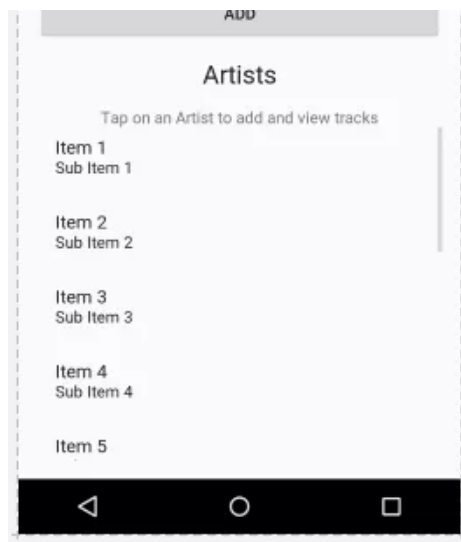 ADD
Artists
Tap on an Artist to add and view tracks
Item 1
Sub Item 1
Item 2
Sub Item 2
Item 3
Sub Item 3
Item 4
Sub Item 4
Item 5